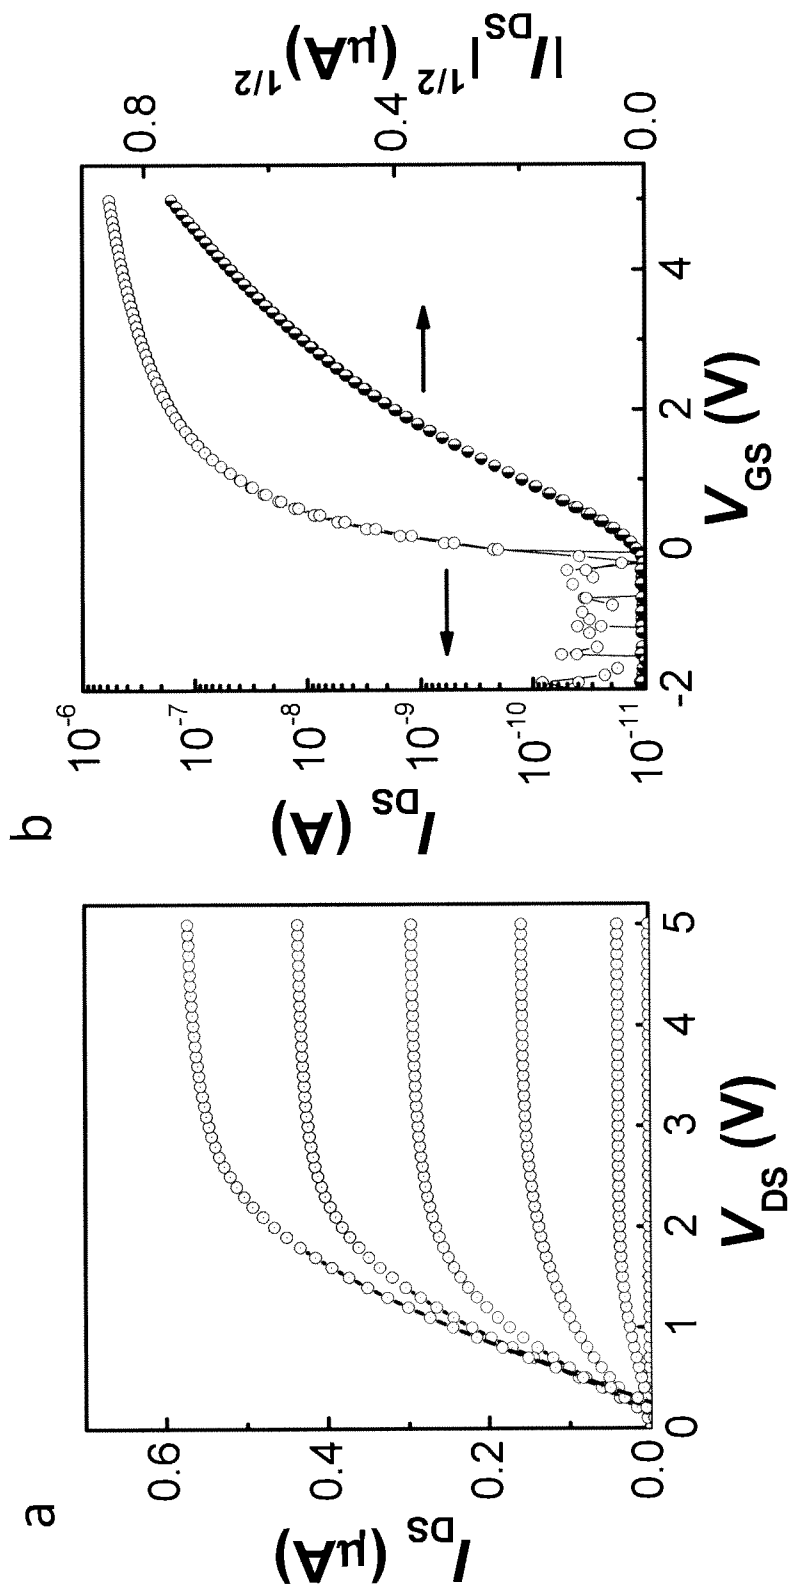 a
I_DS (μA)
0.6
0.4
0.2
0.0
0 1 2 3 4 5
V_DS (V)
b
I_DS (A)
10⁻⁶
10⁻⁷
10⁻⁸
10⁻⁹
10⁻¹⁰
10⁻¹¹
-2 0 2 4
V_GS (V)
0.8
0.4
0.0
|I_DS|^1/2 (μA)^1/2